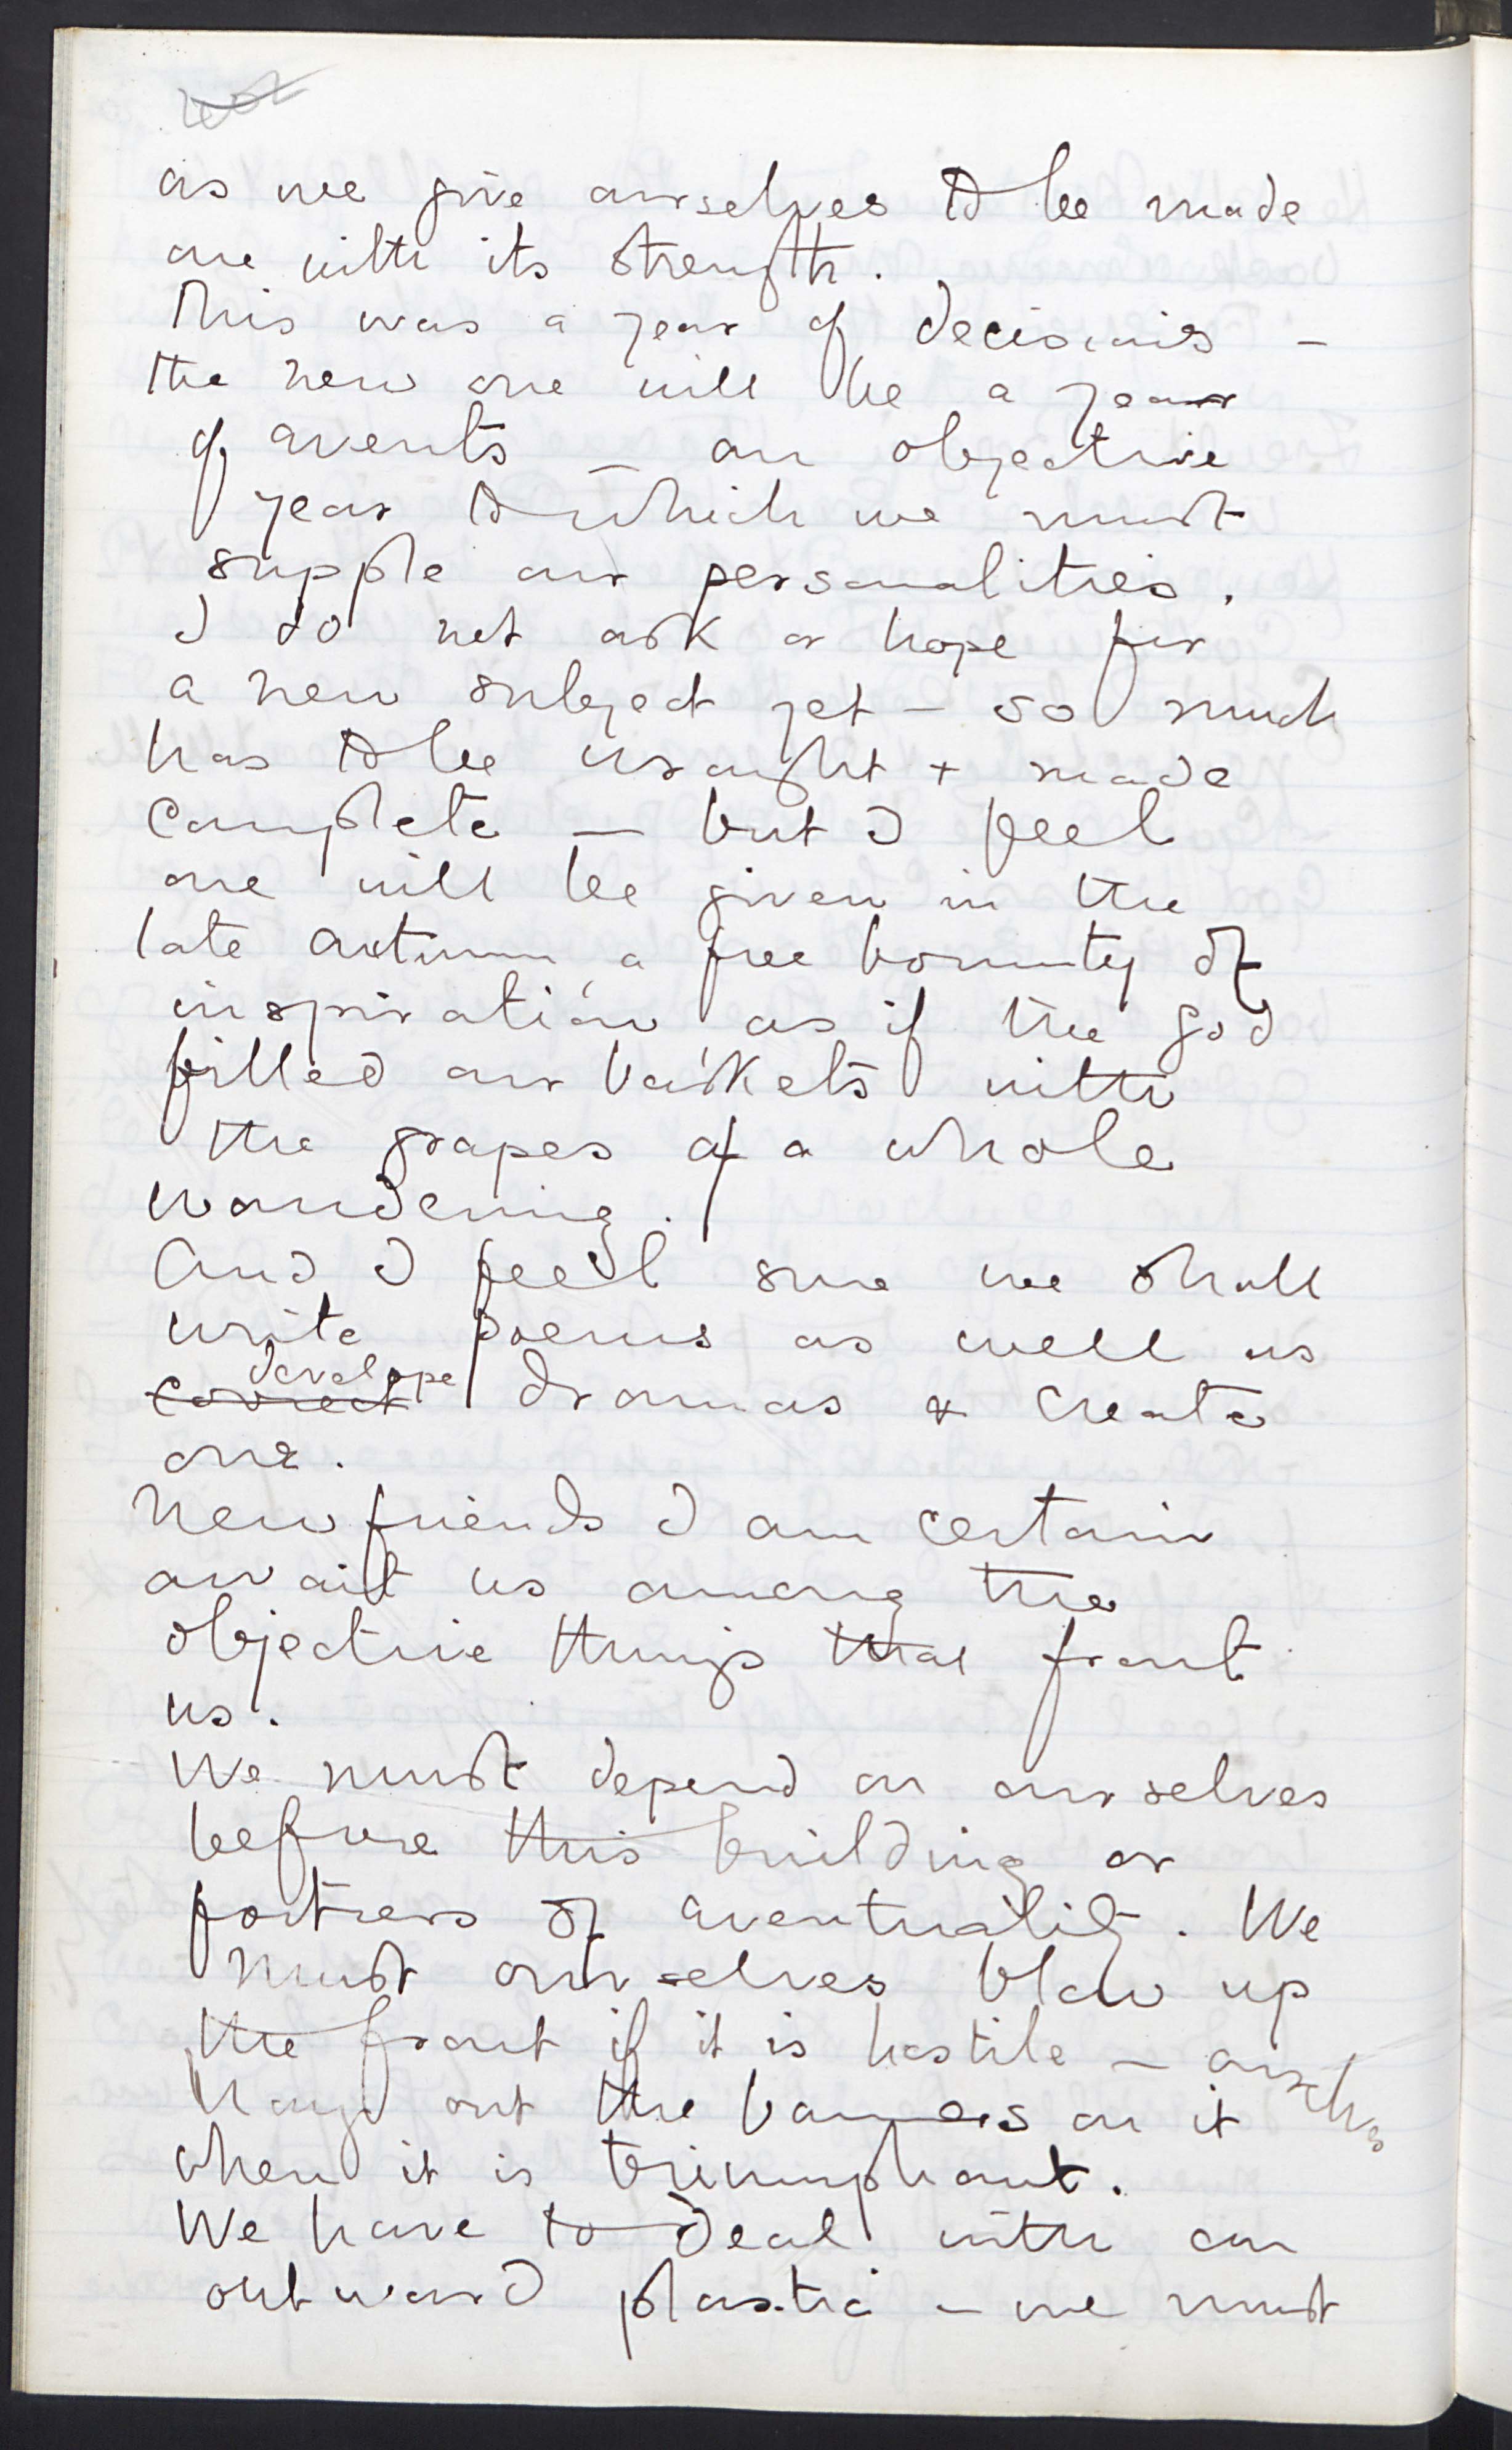 as we give ourselves to be made
one with its strength.
This was a year of decisions –
the new one will be a year
of events – an objective
year to which we must
supple our personalities.
I do not ask or hope for
a new subject yet – so much
has to be wrought + made
complete – but I feel
one will be given in the
late autumn a free bounty of
inspiration, as if the god
filled our baskets with
the grapes of a whole
wandering.
And I feel sure we shall
write poems as well as
develope
correct dramas & create
one.
New friends I am certain
await us among the
objective things that front
us.
We must depend on ourselves
before this building or
fortress of eventuality. We
must ourselves blow up
the front if it is hostile – ourselves
hang out the banners on it
when it is triumphant.
We have to deal with an
outward plastic – we must